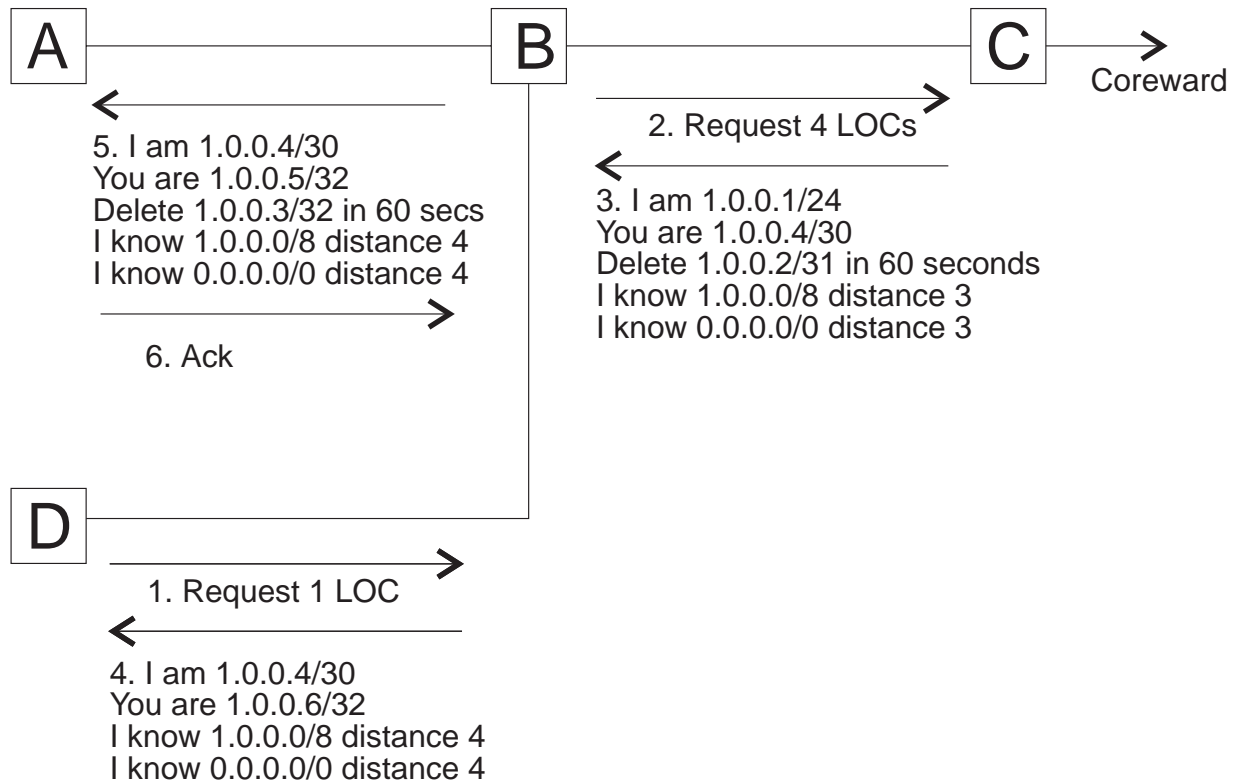 A
B
C
Coreward
5. I am 1.0.0.4/30
You are 1.0.0.5/32
Delete 1.0.0.3/32 in 60 secs
I know 1.0.0.0/8 distance 4
I know 0.0.0.0/0 distance 4
6. Ack
2. Request 4 LOCs
3. I am 1.0.0.1/24
You are 1.0.0.4/30
Delete 1.0.0.2/31 in 60 seconds
I know 1.0.0.0/8 distance 3
I know 0.0.0.0/0 distance 3
D
1. Request 1 LOC
4. I am 1.0.0.4/30
You are 1.0.0.6/32
I know 1.0.0.0/8 distance 4
I know 0.0.0.0/0 distance 4